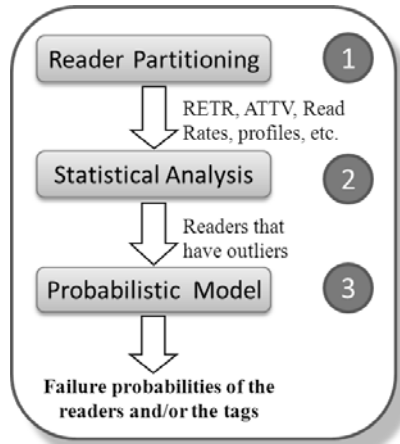 Reader Partitioning
1
RETR, ATTV, Read
Rates, profiles, etc.
Statistical Analysis
2
Readers that
have outliers
Probabilistic Model
3
Failure probabilities of the
readers and/or the tags